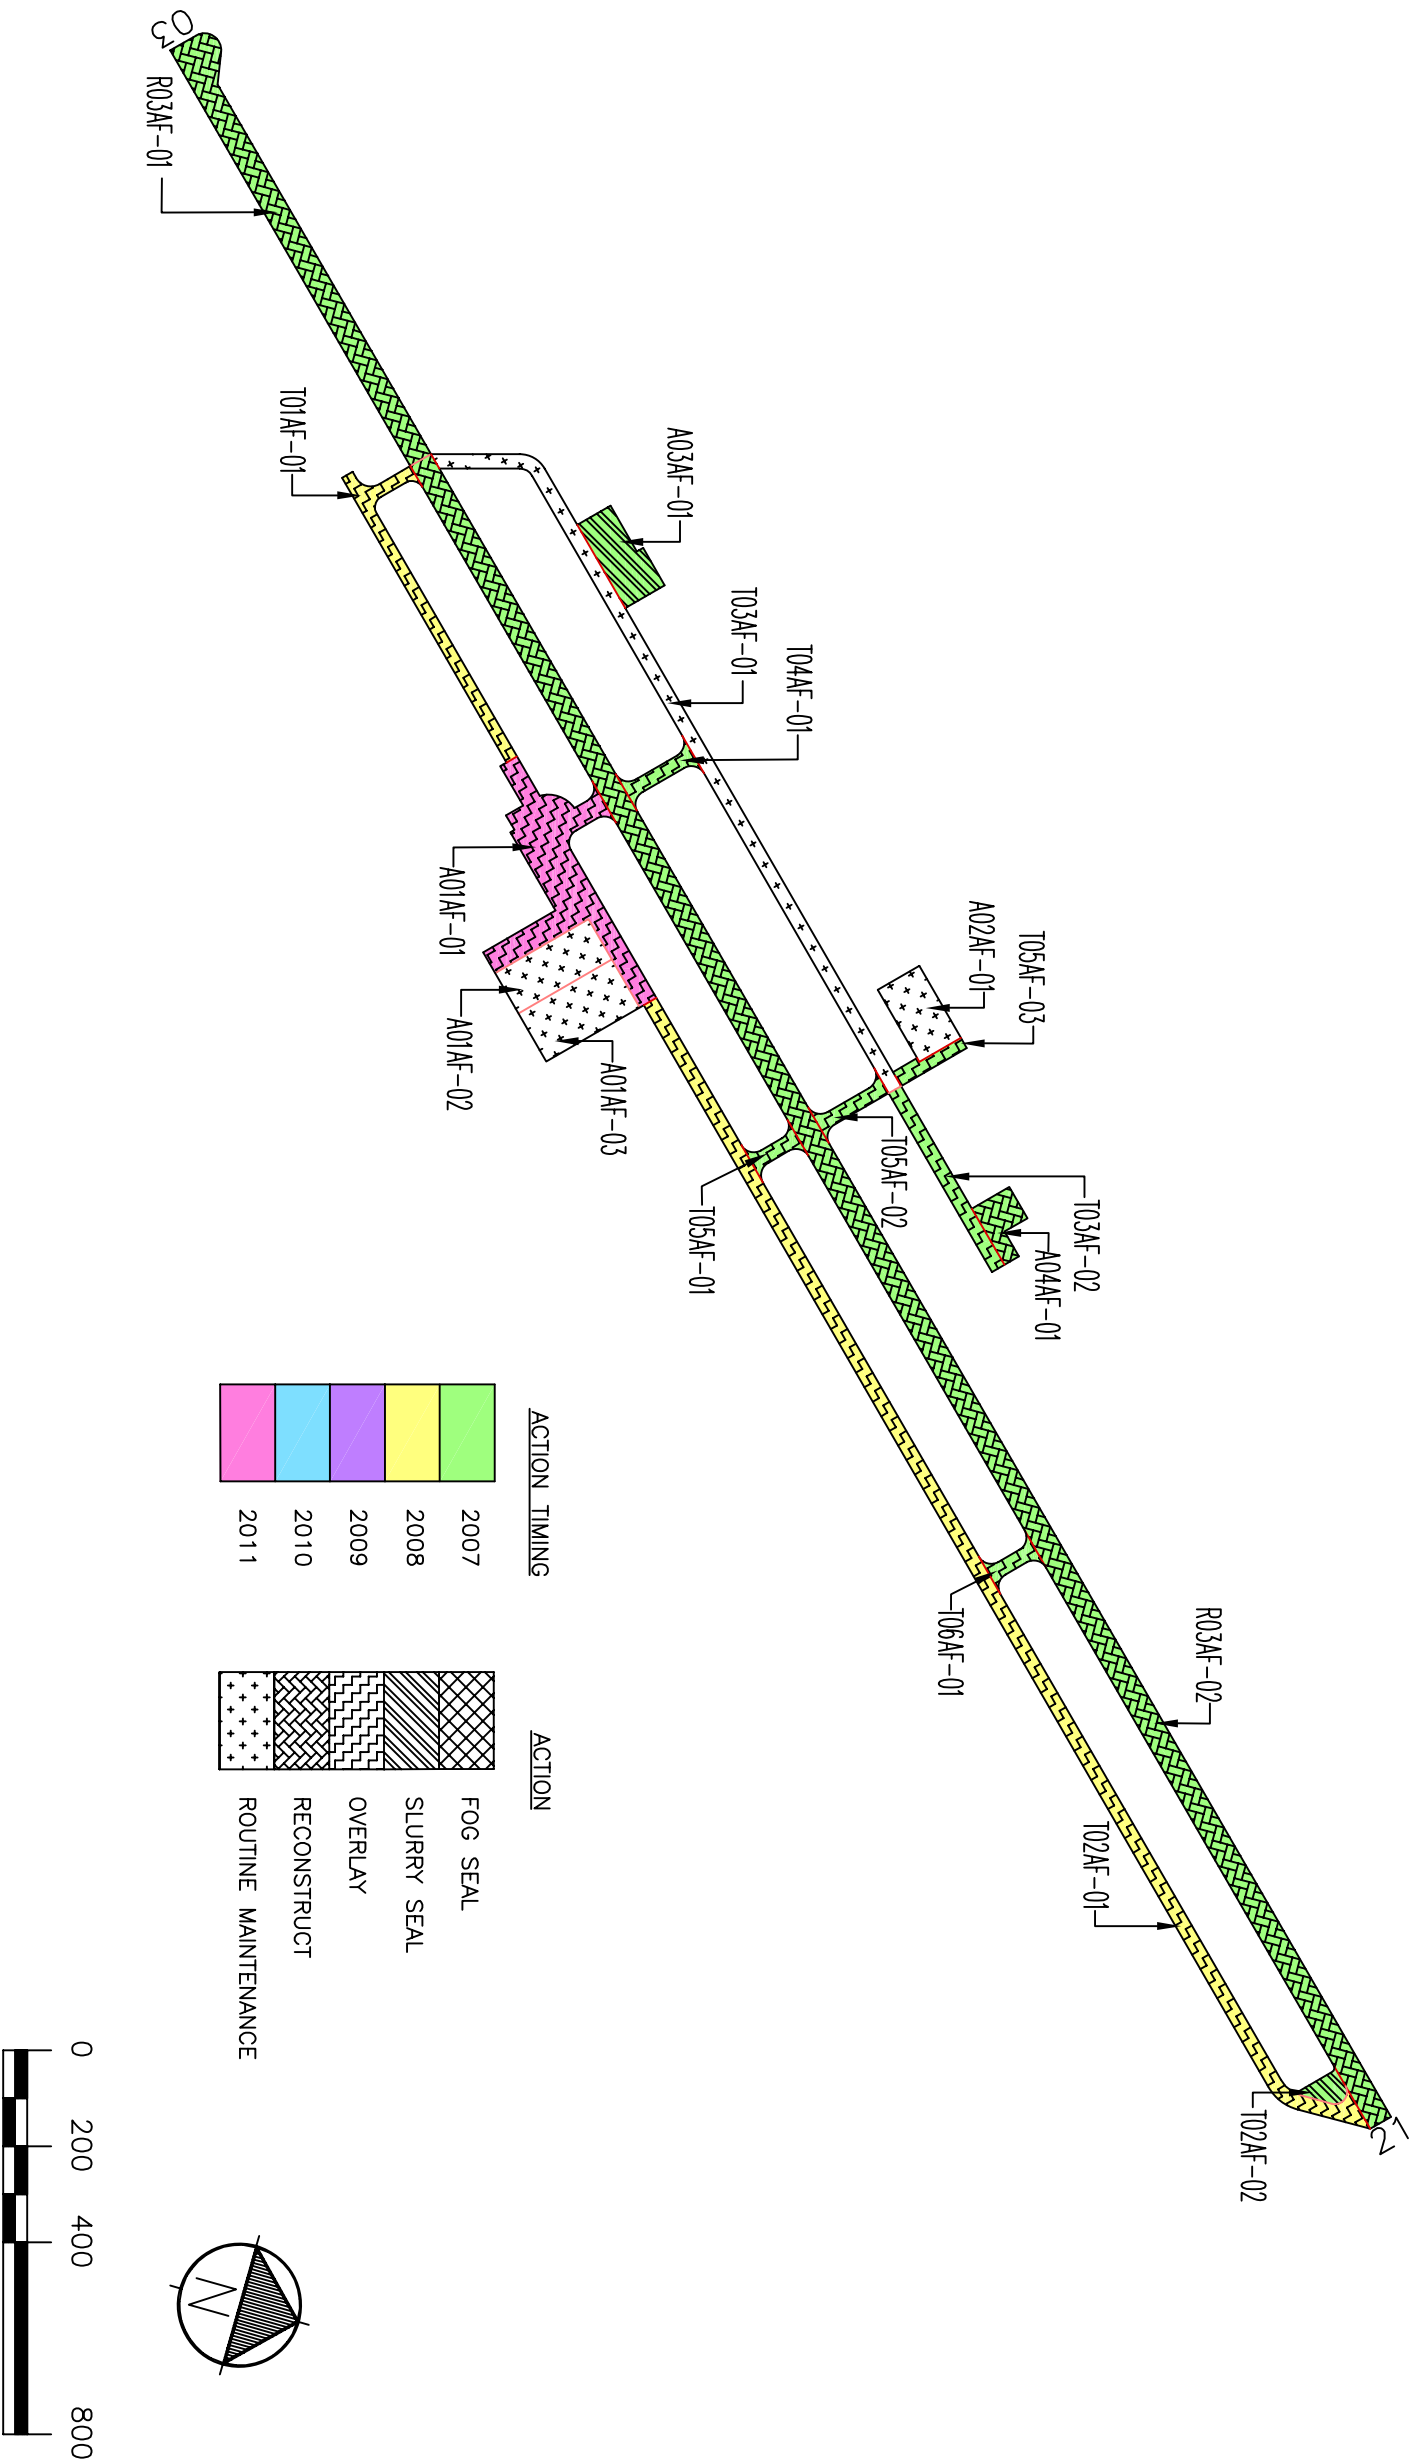 03
R03AF-01
T01AF-01
A03AF-01
T03AF-01
T04AF-01
A01AF-01
A01AF-02
A01AF-03
A02AF-01
T05AF-03
T05AF-02
T05AF-01
T03AF-02
A04AF-01
T06AF-01
R03AF-02
T02AF-01
T02AF-02
21
ACTION TIMING
2007
2008
2009
2010
2011
ACTION
FOG SEAL
SLURRY SEAL
OVERLAY
RECONSTRUCT
ROUTINE MAINTENANCE
0 200 400 800
N